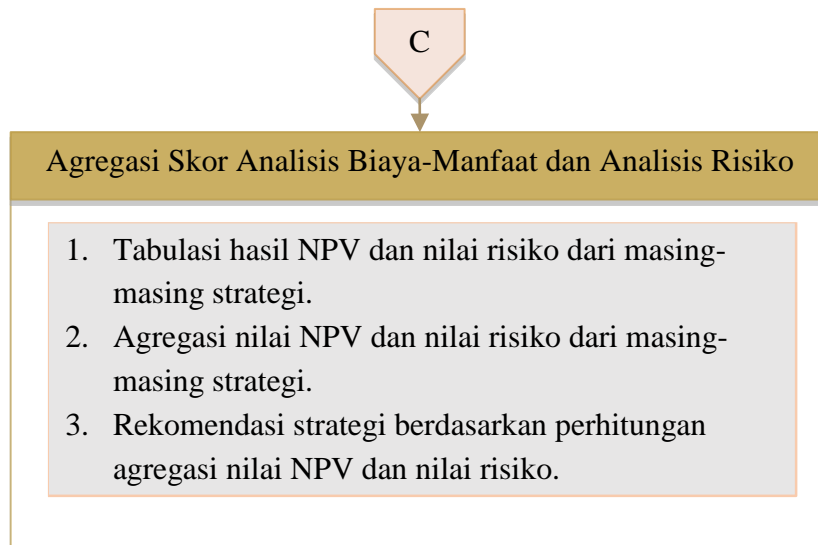 C
Agregasi Skor Analisis Biaya-Manfaat dan Analisis Risiko
1. Tabulasi hasil NPV dan nilai risiko dari masing-
masing strategi.
2. Agregasi nilai NPV dan nilai risiko dari masing-
masing strategi.
3. Rekomendasi strategi berdasarkan perhitungan
agregasi nilai NPV dan nilai risiko.